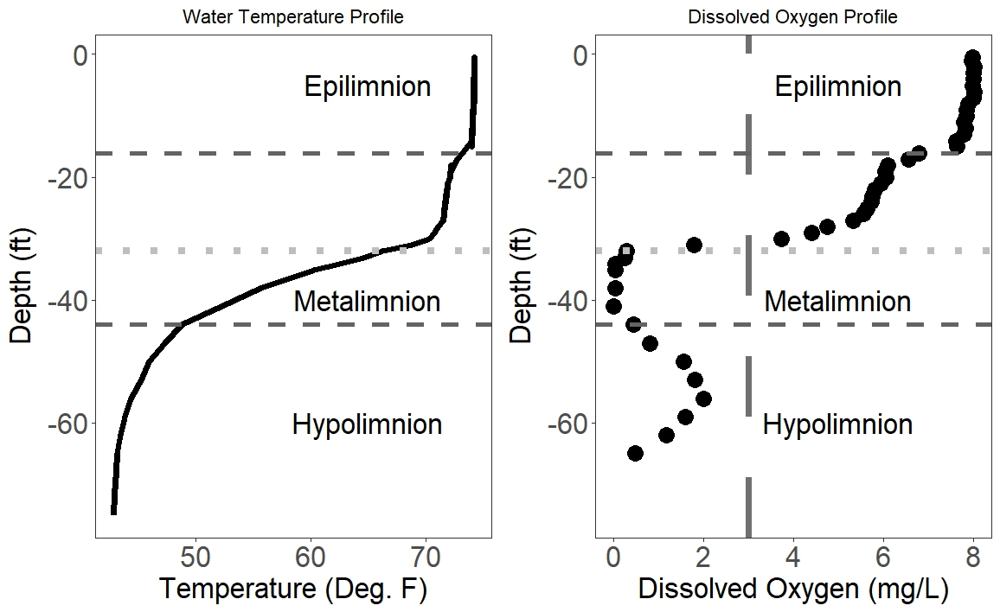 Water Temperature Profile
0
-20
-40
-60
Depth (ft)
Epilimnion
Metalimnion
Hypolimnion
50 60 70
Temperature (Deg. F)
Dissolved Oxygen Profile
0
-20
-40
-60
Depth (ft)
Epilimnion
Metalimnion
Hypolimnion
0 2 4 6 8
Dissolved Oxygen (mg/L)